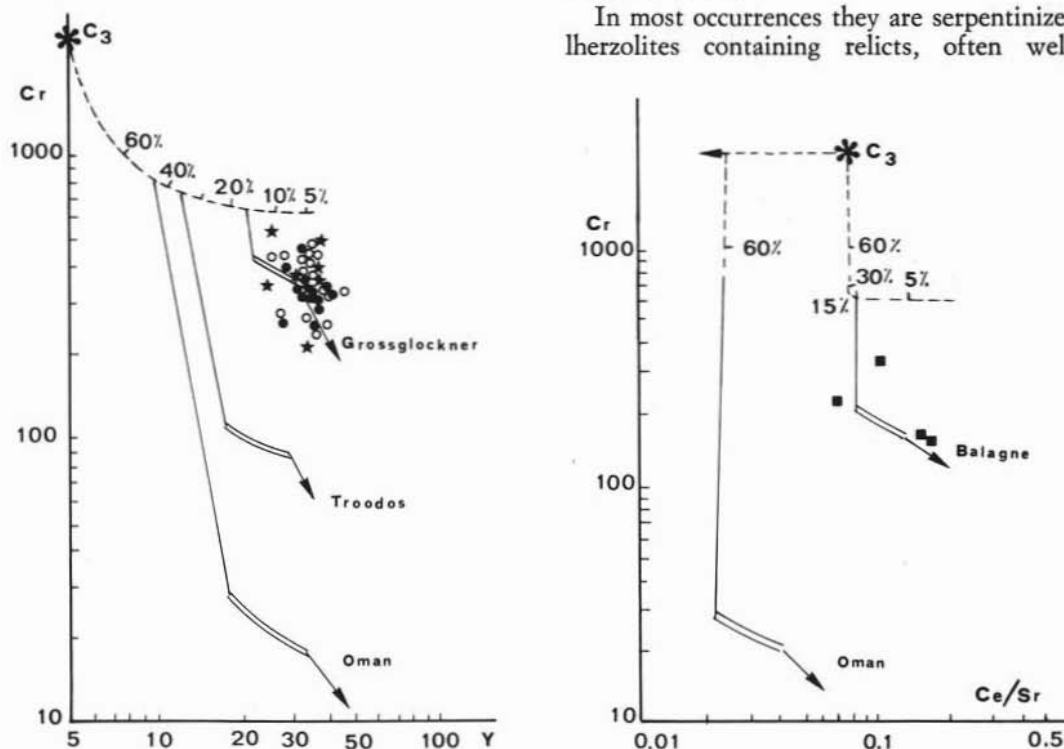 In most occurrences they are serpentinize
lherzolites containing relicts, often wel
C3
Cr
1000
60%
40%
20%
10%
5%
Grossglockner
100
Troodos
Oman
10
5
10
20
30
50
100
Y
C3
Cr
1000
60%
60%
30%
5%
15%
Balagne
100
Oman
Ce/Sr
10
0.01
0.1
0.5